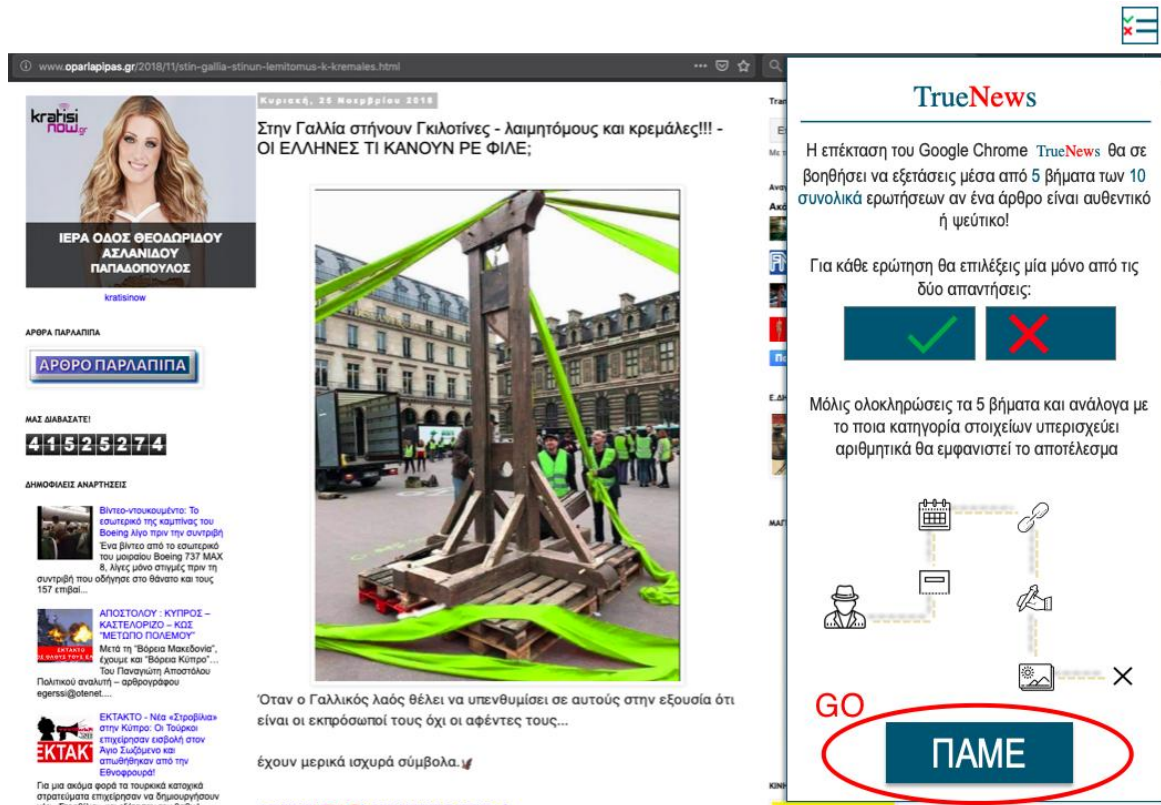 www.oparlapipas.gr/2018/11/stin-gallia-stinun-lemitomus-k-kremales.html
kratisi
now.gr
ΙΕΡΑ ΟΔΟΣ ΘΕΟΔΩΡΙΔΟΥ
ΑΣΛΑΝΙΔΟΥ
ΠΑΠΑΔΟΠΟΥΛΟΣ
kratisinow
ΑΡΘΡΑ ΠΑΡΛΑΠΙΠΑ
ΑΡΘΡΟ ΠΑΡΛΑΠΙΠΑ
ΜΑΣ ΔΙΑΒΑΣΑΤΕ!
41525274
ΔΗΜΟΦΙΛΕΙΣ ΑΝΑΡΤΗΣΕΙΣ
Βίντεο-ντουκουμέντο: Το
εσωτερικό της καμπίνας του
Boeing λίγο πριν την συντριβή
Ένα βίντεο από το εσωτερικό
του μοιραίου Boeing 737 MAX
8, λίγες μόνο στιγμές πριν τη
συντριβή που οδήγησε στο θάνατο και τους
157 επιβαί...
ΑΠΟΣΤΟΛΟΥ : ΚΥΠΡΟΣ –
ΚΑΣΤΕΛΟΡΙΖΟ – ΚΩΣ
"ΜΕΤΩΠΟ ΠΟΛΕΜΟΥ"
Μετά τη "Βόρεια Μακεδονία",
έχουμε και "Βόρεια Κύπρο"...
Του Παναγιώτη Αποστόλου
Πολιτικού αναλυτή – αρθρογράφου
egerssi@otenet....
ΕΚΤΑΚΤΟ - Νέα «Στροβίλια»
στην Κύπρο: Οι Τούρκοι
επιχείρησαν εισβολή στον
Άγιο Σωζόμενο και
απωθήθηκαν από την
Εθνοφρουρά!
Για μια ακόμα φορά τα τουρκικά κατοχικά
στρατεύματα επιχείρησαν να δημιουργήσουν
Κυριακή, 25 Νοεμβρίου 2018
Στην Γαλλία στήνουν Γκιλοτίνες - λαιμητόμους και κρεμάλες!!! -
ΟΙ ΕΛΛΗΝΕΣ ΤΙ ΚΑΝΟΥΝ ΡΕ ΦΙΛΕ;
Όταν ο Γαλλικός λαός θέλει να υπενθυμίσει σε αυτούς στην εξουσία ότι
είναι οι εκπρόσωποί τους όχι οι αφέντες τους...
έχουν μερικά ισχυρά σύμβολα.
TrueNews
Η επέκταση του Google Chrome TrueNews θα σε
βοηθήσει να εξετάσεις μέσα από 5 βήματα των 10
συνολικά ερωτήσεων αν ένα άρθρο είναι αυθεντικό
ή ψεύτικο!
Για κάθε ερώτηση θα επιλέξεις μία μόνο από τις
δύο απαντήσεις:
Μόλις ολοκληρώσεις τα 5 βήματα και ανάλογα με
το ποια κατηγορία στοιχείων υπερισχύει
αριθμητικά θα εμφανιστεί το αποτέλεσμα
GO
ΠΑΜΕ